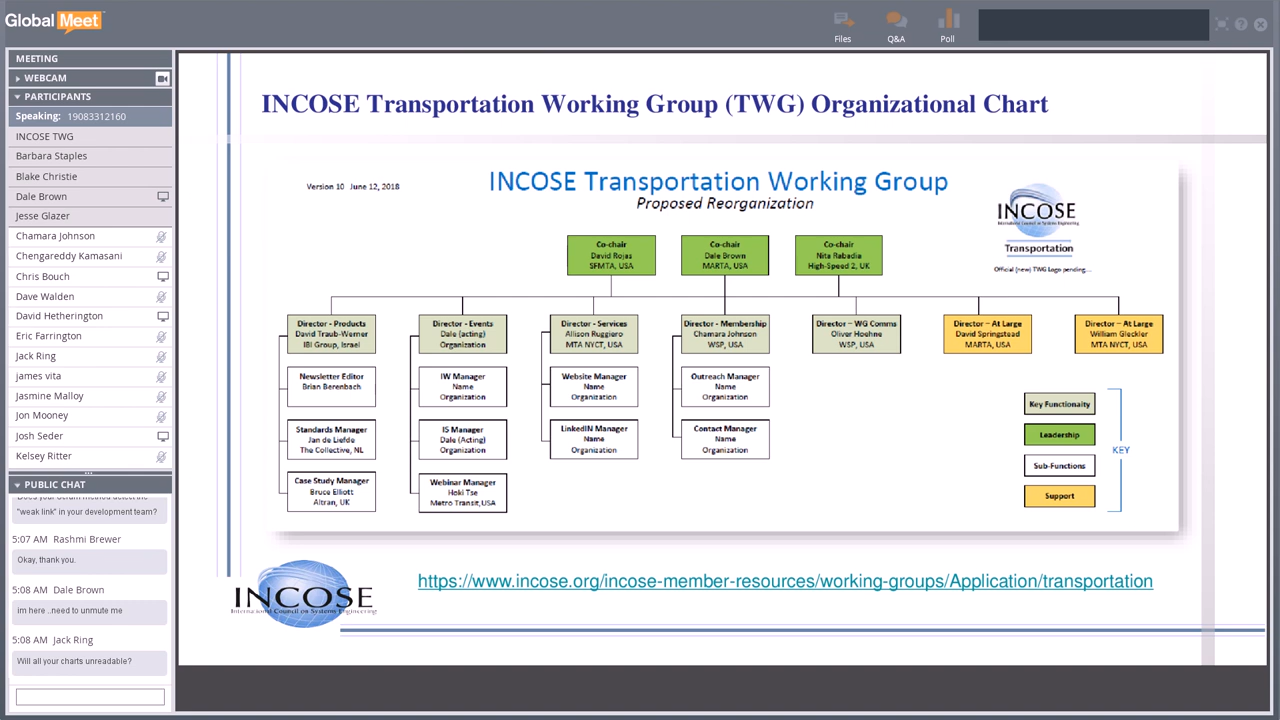 Global Meet
Files
Q&A
Poll
MEETING
WEBCAM
PARTICIPANTS
Speaking: 19083312160
INCOSE TWG
Barbara Staples
Blake Christie
Dale Brown
Jesse Glazer
Chamara Johnson
Chengareddy Kamasani
Chris Bouch
Dave Walden
David Hetherington
Eric Farrington
Jack Ring
james vita
Jasmine Malloy
Jon Mooney
Josh Seder
Kelsey Ritter
PUBLIC CHAT
"weak link" in your development team?
5:07 AM Rashmi Brewer
Okay, thank you.
5:08 AM Dale Brown
im here ..need to unmute me
5:08 AM Jack Ring
Will all your charts unreadable?
INCOSE Transportation Working Group (TWG) Organizational Chart
Version 10 June 12, 2018
INCOSE Transportation Working Group
Proposed Reorganization
INCOSE
International Council on Systems Engineering
Transportation
Official (new) TWG Logo pending...
Co-chair
David Rojas
SFMTA, USA
Co-chair
Dale Brown
MARTA, USA
Co-chair
Nita Rabadia
High-Speed 2, UK
Director - Products
David Traub-Werner
IBI Group, Israel
Director - Events
Dale (acting)
Organization
Director - Services
Alison Ruggiero
MTA NYCT, USA
Director - Membership
Chamara Johnson
WSP, USA
Director – WG Comms
Oliver Hoehne
WSP, USA
Director – At Large
David Springstead
MARTA, USA
Director – At Large
William Gleckler
MTA NYCT, USA
Newsletter Editor
Brian Berenbach
IW Manager
Name
Organization
Website Manager
Name
Organization
Outreach Manager
Name
Organization
Standards Manager
Jan de Liefde
The Collective, NL
IS Manager
Dale (Acting)
Organization
LinkedIN Manager
Name
Organization
Contact Manager
Name
Organization
Case Study Manager
Bruce Elliott
Altran, UK
Webinar Manager
Hoki Tse
Metro Transit, USA
Key Functionality
Leadership
Sub-Functions
Support
KEY
INCOSE
International Council on Systems Engineering
https://www.incose.org/incose-member-resources/working-groups/Application/transportation